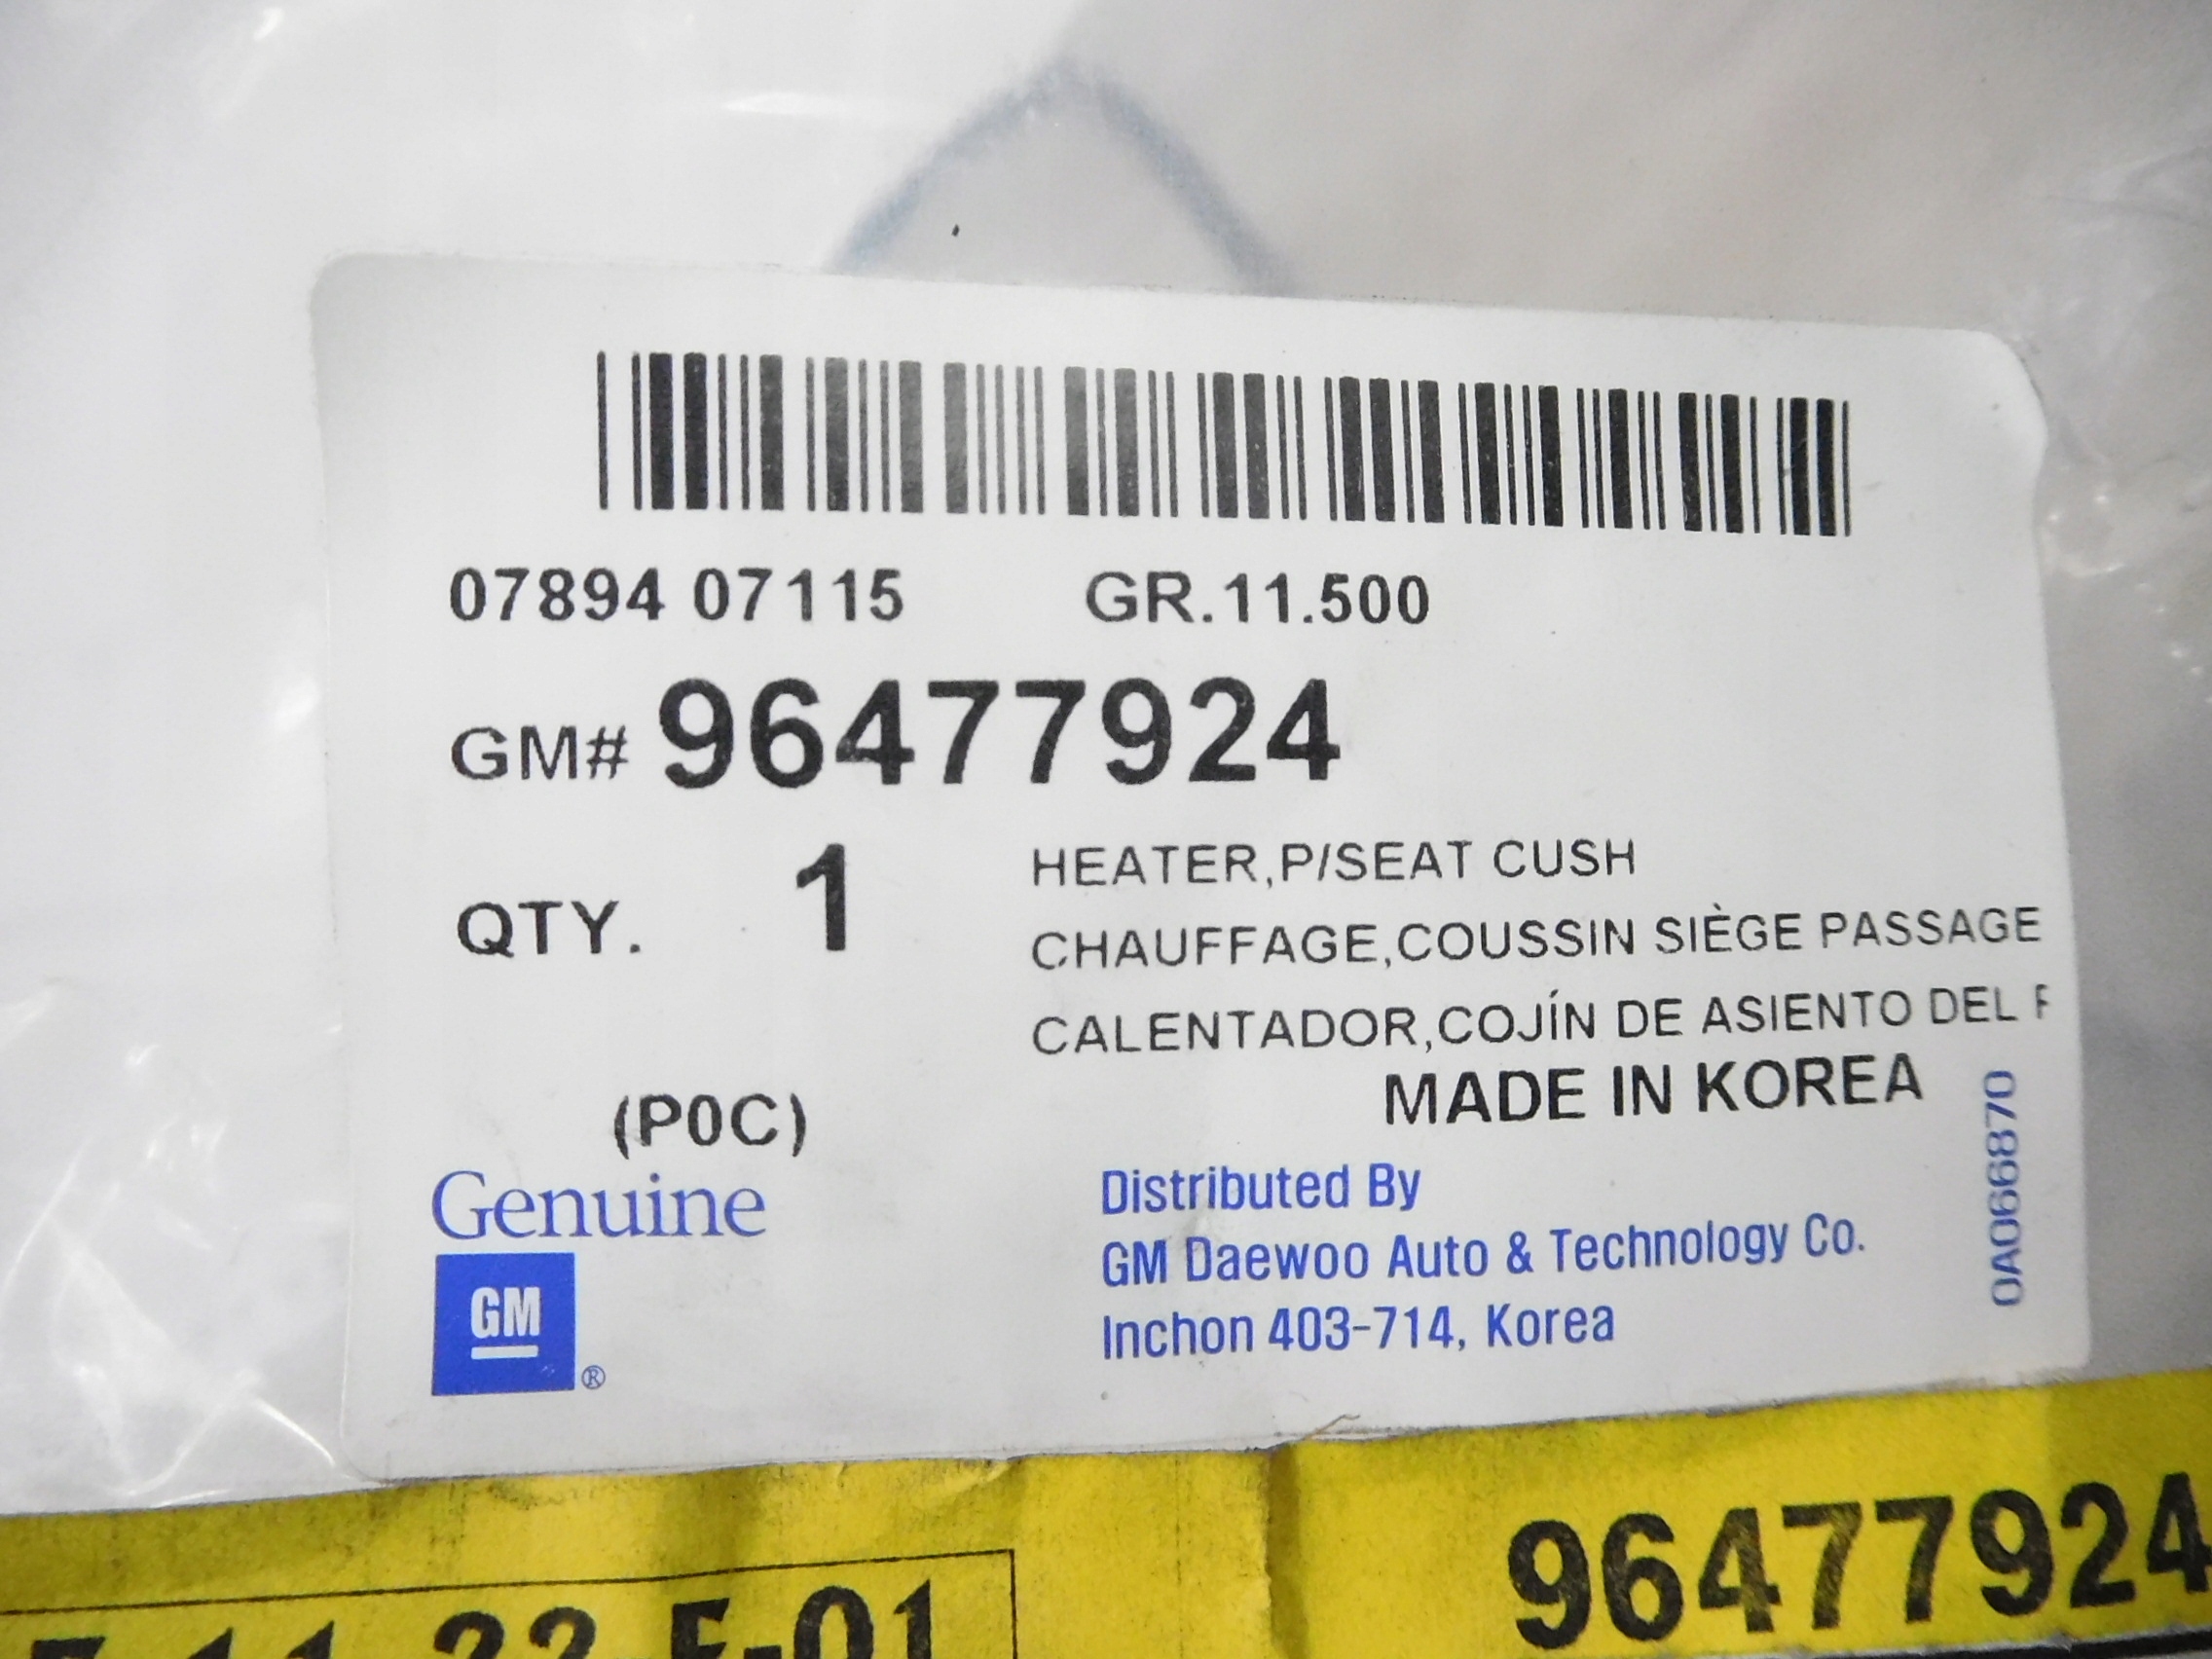 07894 07115 GR.11.500
GM# 96477924
QTY. 1
HEATER,P/SEAT CUSH
CHAUFFAGE,COUSSIN SIÈGE PASSAGE
CALENTADOR,COJÍN DE ASIENTO DEL
MADE IN KOREA
(P0C)
Genuine
GM
®
Distributed By
GM Daewoo Auto & Technology Co.
Inchon 403-714, Korea
0A066870
96477924